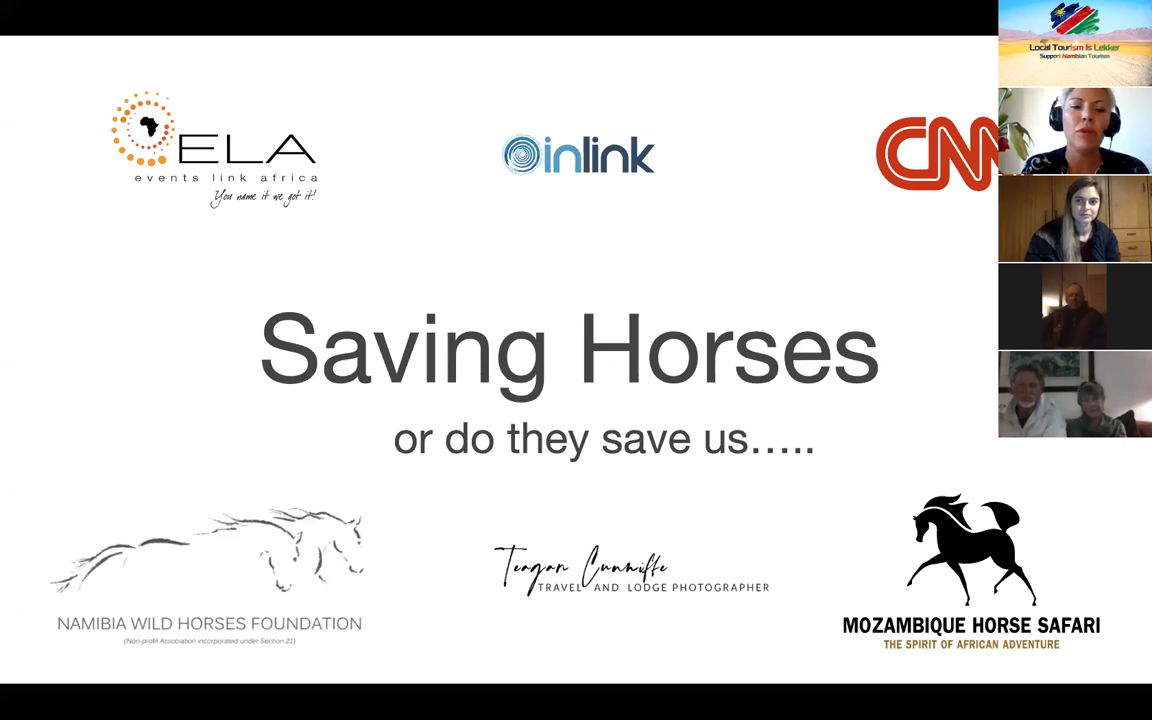 Local Tourism Is Lekker
Support Namibian Tourism
ELA
events link africa
You name it we got it!
inlink
CNN
Saving Horses
or do they save us.....
NAMIBIA WILD HORSES FOUNDATION
(Non-profit Association incorporated under Section 21)
Teagan Cunniffe
TRAVEL AND LODGE PHOTOGRAPHER
MOZAMBIQUE HORSE SAFARI
THE SPIRIT OF AFRICAN ADVENTURE